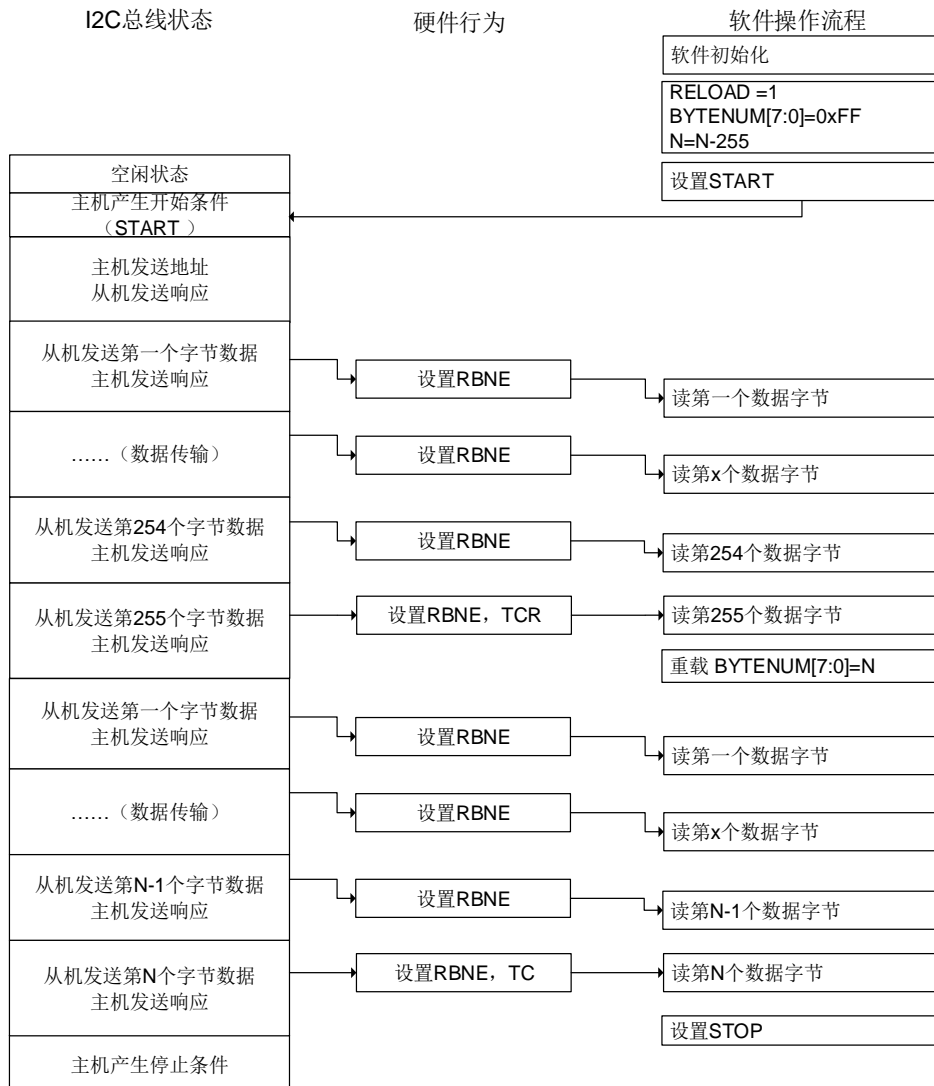 I2C总线状态
硬件行为
软件操作流程
软件初始化
RELOAD =1
BYTENUM[7:0]=0xFF
N=N-255
空闲状态
设置START
主机产生开始条件
（START ）
主机发送地址
从机发送响应
从机发送第一个字节数据
主机发送响应
设置RBNE
读第一个数据字节
……（数据传输）
设置RBNE
读第x个数据字节
从机发送第254个字节数据
主机发送响应
设置RBNE
读第254个数据字节
从机发送第255个字节数据
主机发送响应
设置RBNE，TCR
读第255个数据字节
重载 BYTENUM[7:0]=N
从机发送第一个字节数据
主机发送响应
设置RBNE
读第一个数据字节
……（数据传输）
设置RBNE
读第x个数据字节
从机发送第N-1个字节数据
主机发送响应
设置RBNE
读第N-1个数据字节
从机发送第N个字节数据
主机发送响应
设置RBNE，TC
读第N个数据字节
设置STOP
主机产生停止条件